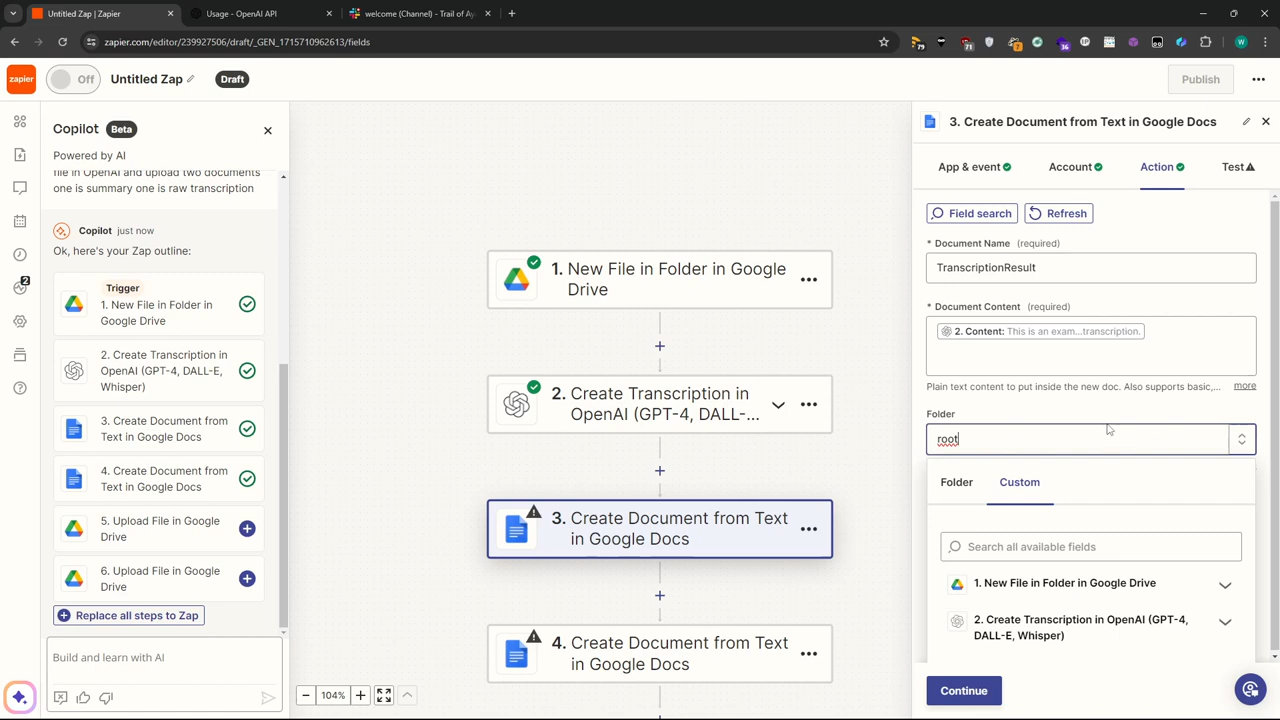 Untitled Zap | Zapier
Usage - OpenAI API
welcome (Channel) - Trail of Ay
zapier.com/editor/239927506/draft/_GEN_1715710962613/fields
zapier
Off
Untitled Zap
Draft
Publish
Copilot
Beta
Powered by AI
file in OpenAI and upload two documents
one is summary one is raw transcription
Copilot just now
Ok, here's your Zap outline:
Trigger
1. New File in Folder in
Google Drive
2. Create Transcription in
OpenAI (GPT-4, DALL-E,
Whisper)
3. Create Document from
Text in Google Docs
4. Create Document from
Text in Google Docs
5. Upload File in Google
Drive
6. Upload File in Google
Drive
Replace all steps to Zap
Build and learn with AI
1. New File in Folder in Google
Drive
2. Create Transcription in
OpenAI (GPT-4, DALL-...
3. Create Document from Text
in Google Docs
4. Create Document from Text
in Google Docs
104%
3. Create Document from Text in Google Docs
App & event
Account
Action
Test
Field search
Refresh
* Document Name (required)
TranscriptionResult
* Document Content (required)
2. Content: This is an exam...transcription.
Plain text content to put inside the new doc. Also supports basic,...
more
Folder
root
Folder
Custom
Search all available fields
1. New File in Folder in Google Drive
2. Create Transcription in OpenAI (GPT-4,
DALL-E, Whisper)
Continue